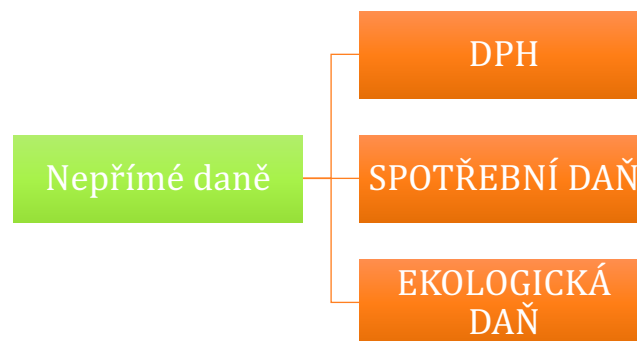 DPH
Nepřímé daně
SPOTŘEBNÍ DAŇ
EKOLOGICKÁ
DAŇ